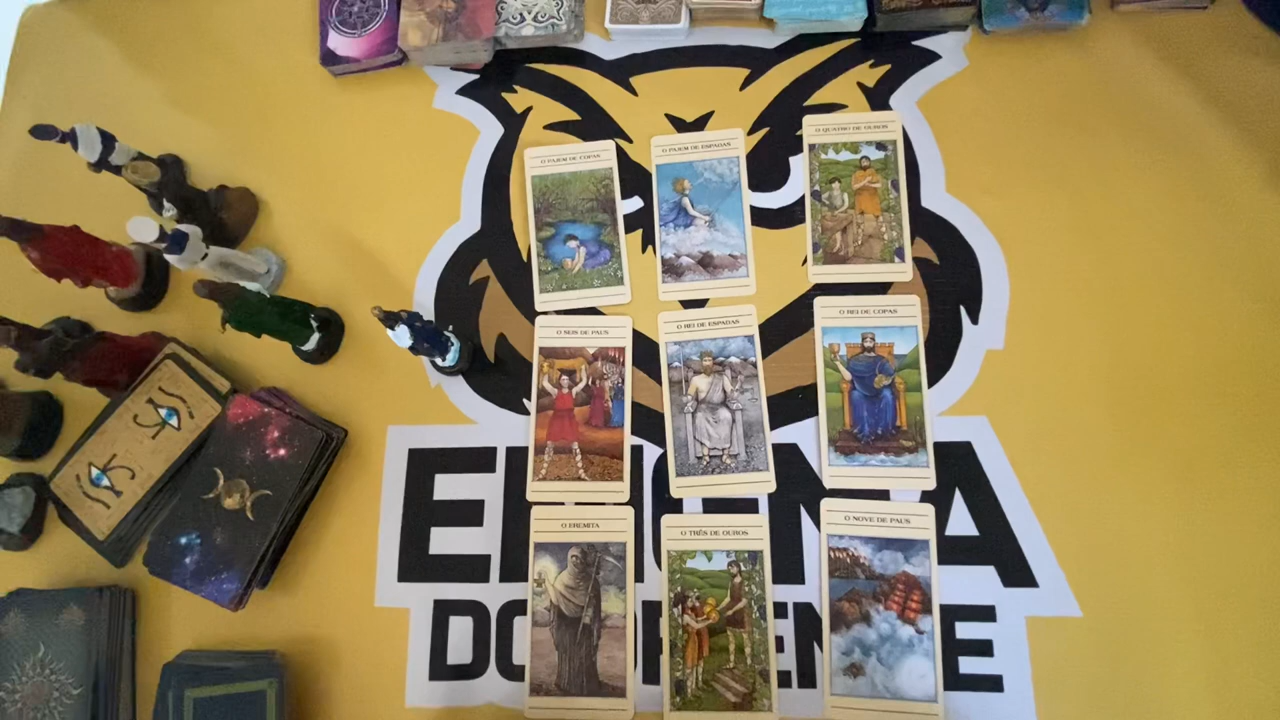 O PAJEM DE COPAS
O PAJEM DE ESPADAS
O QUATRO DE OUROS
O SEIS DE PAUS
O REI DE ESPADAS
O REI DE COPAS
O EREMITA
O TRÊS DE OUROS
O NOVE DE PAUS